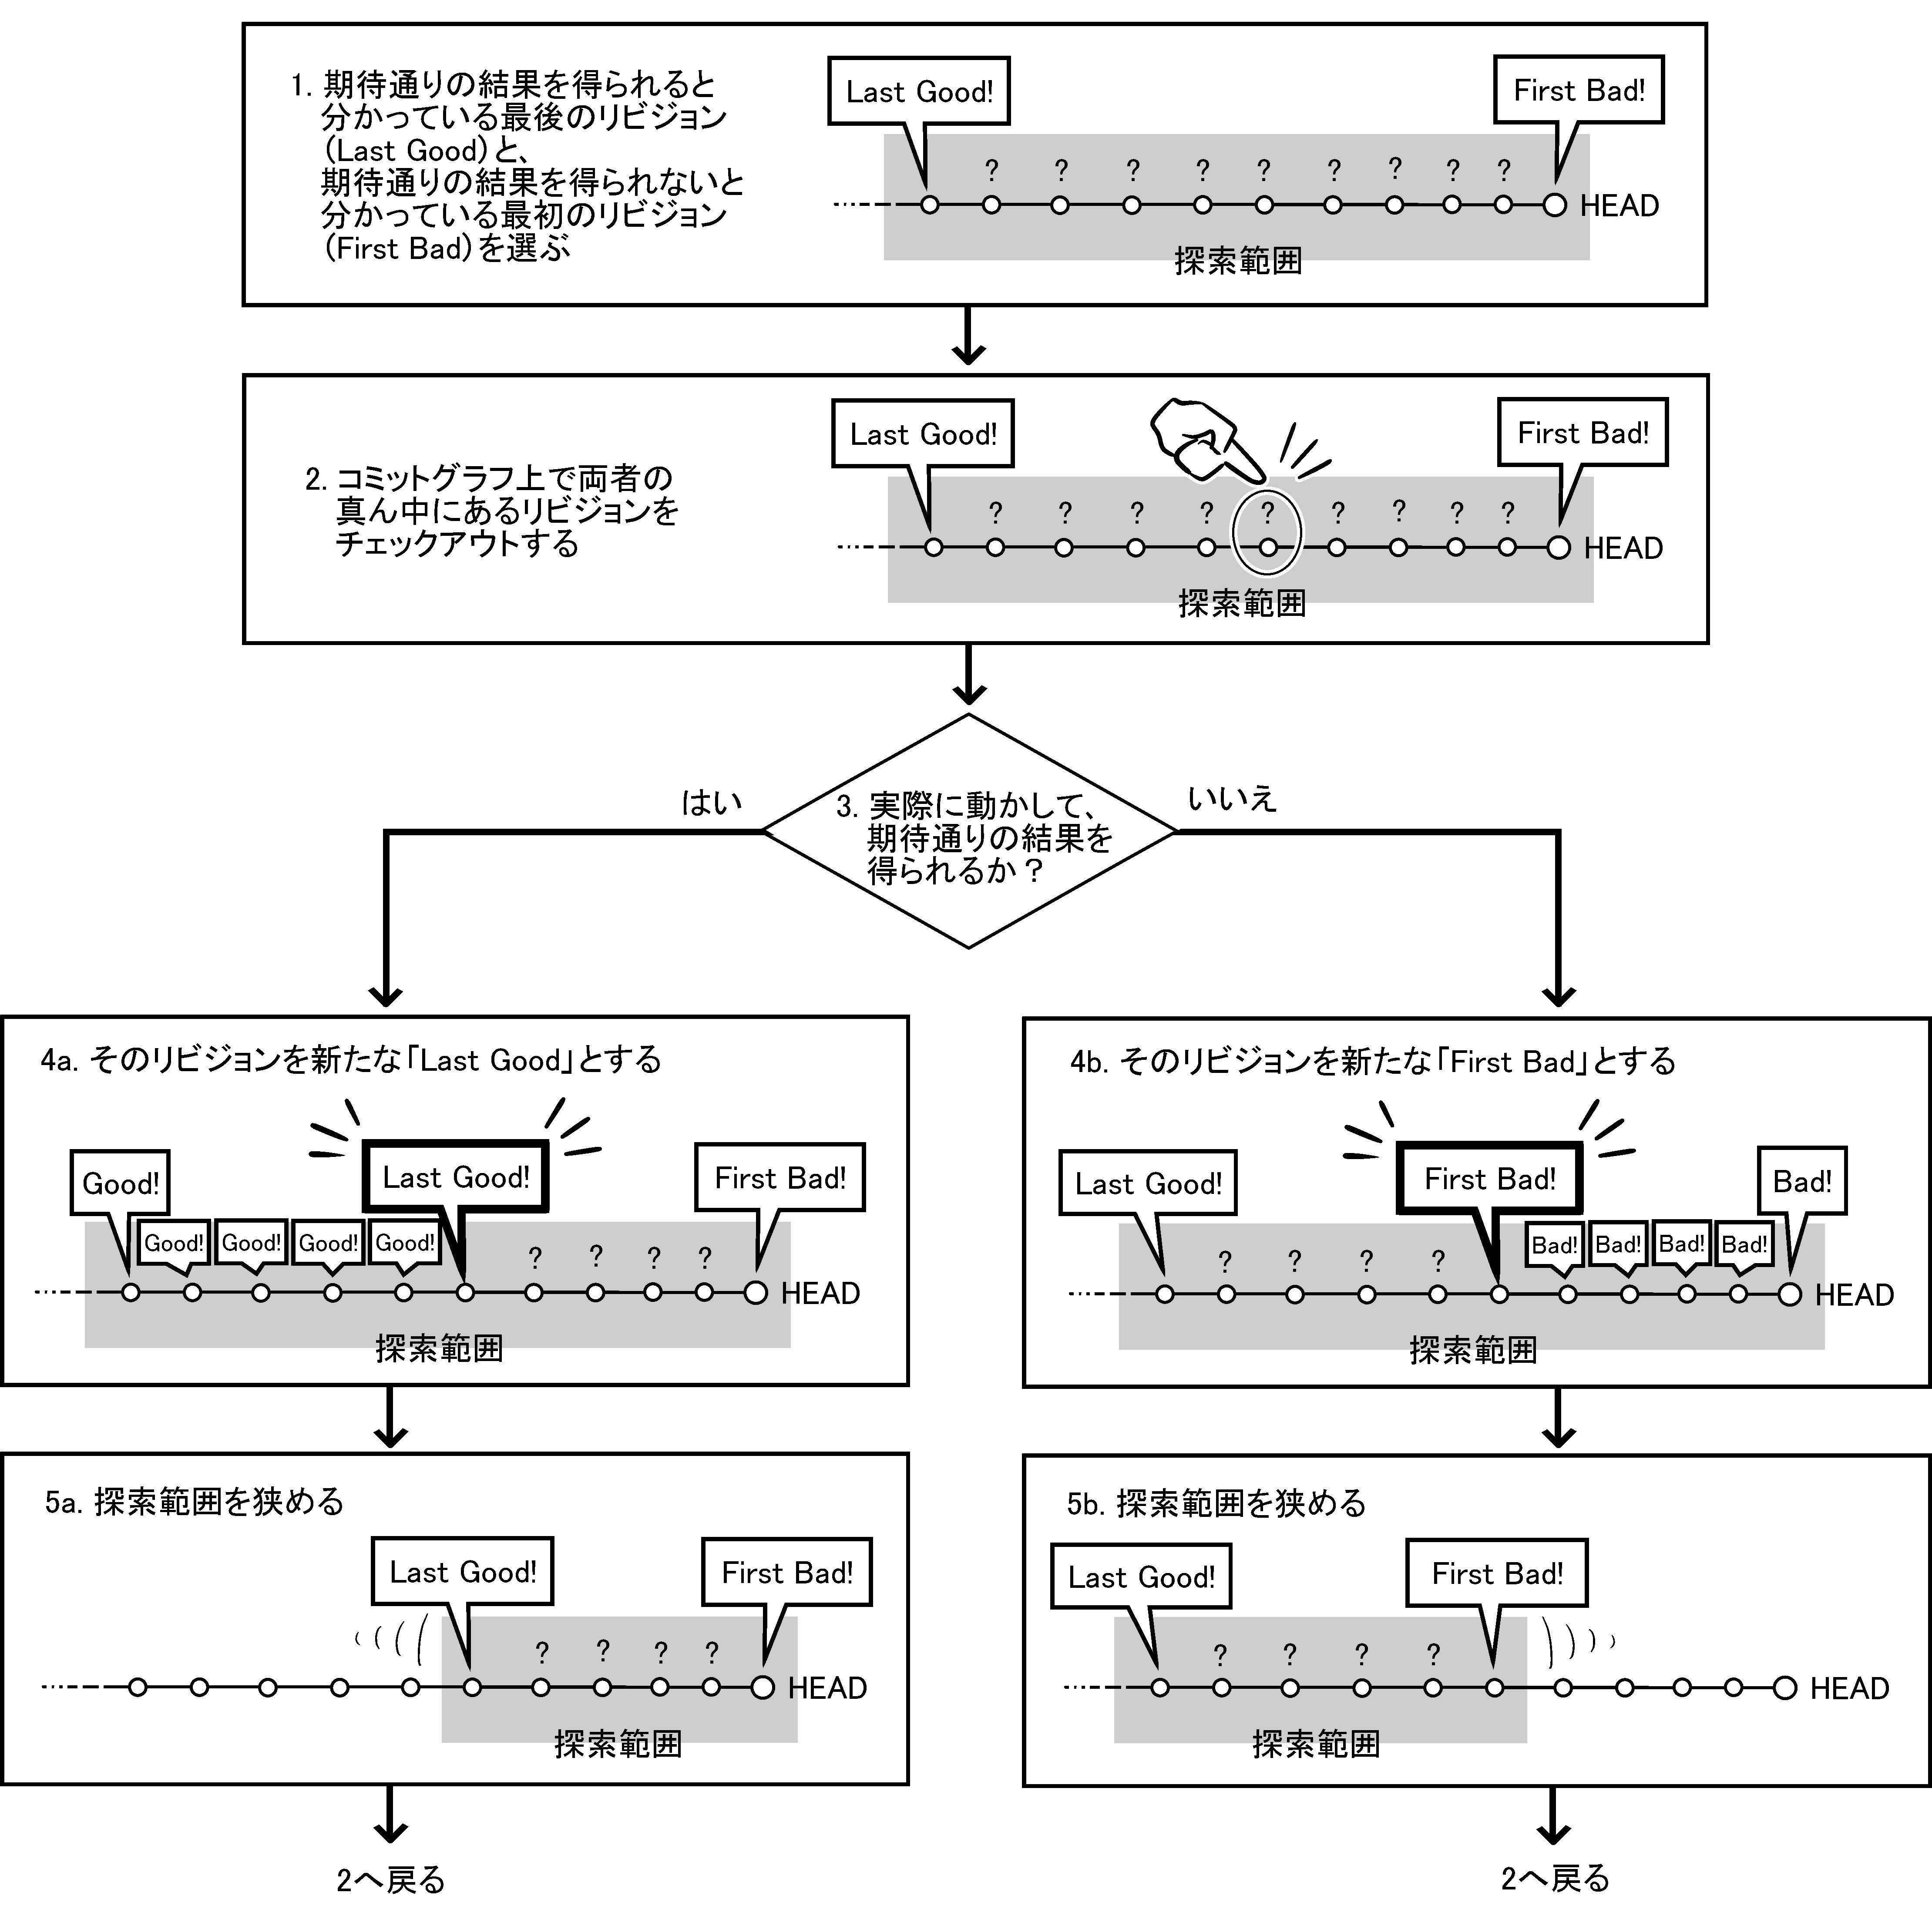 1. 期待通りの結果を得られると
分かっている最後のリビジョン
(Last Good)と、
期待通りの結果を得られないと
分かっている最初のリビジョン
(First Bad)を選ぶ
Last Good!
First Bad!
? ? ? ? ? ? ? ? ?
HEAD
探索範囲
2. コミットグラフ上で両者の
真ん中にあるリビジョンを
チェックアウトする
Last Good!
First Bad!
? ? ? ? ? ? ? ? ?
HEAD
探索範囲
はい
いいえ
3. 実際に動かして、
期待通りの結果を
得られるか？
4a. そのリビジョンを新たな「Last Good」とする
Good!
Last Good!
First Bad!
Good! Good! Good! Good!
? ? ? ?
HEAD
探索範囲
4b. そのリビジョンを新たな「First Bad」とする
Last Good!
First Bad!
Bad!
? ? ? ?
Bad! Bad! Bad! Bad!
HEAD
探索範囲
5a. 探索範囲を狭める
Last Good!
First Bad!
? ? ? ?
HEAD
探索範囲
2へ戻る
5b. 探索範囲を狭める
Last Good!
First Bad!
? ? ? ?
HEAD
探索範囲
2へ戻る